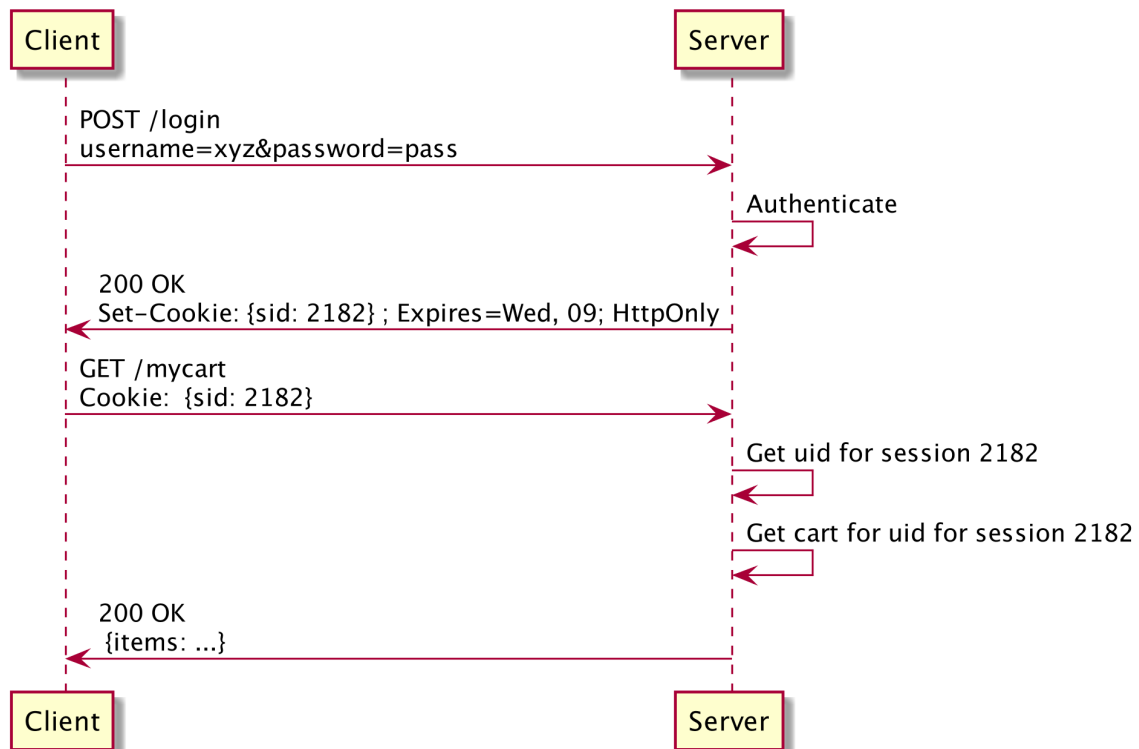 Client
Server
POST /login
username=xyz&password=pass
Authenticate
200 OK
Set-Cookie: {sid: 2182} ; Expires=Wed, 09; HttpOnly
GET /mycart
Cookie:  {sid: 2182}
Get uid for session 2182
Get cart for uid for session 2182
200 OK
{items: ...}
Client
Server